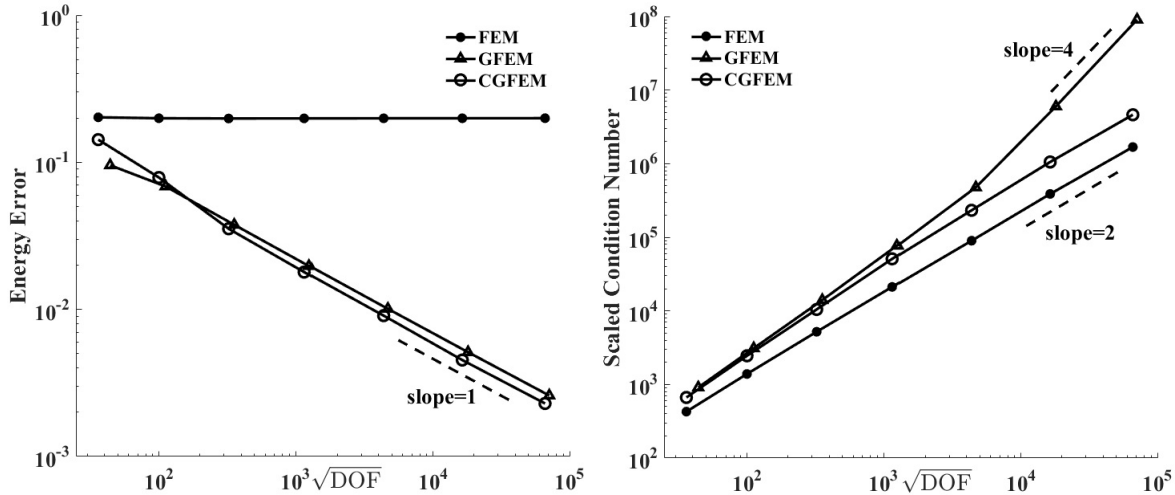 10^0
10^-1
10^-2
10^-3
10^2
10^3
√DOF
10^4
10^5
Energy Error
FEM
GFEM
CGFEM
slope=1
10^8
10^7
10^6
10^5
10^4
10^3
10^2
10^2
10^3
√DOF
10^4
10^5
Scaled Condition Number
FEM
GFEM
CGFEM
slope=4
slope=2